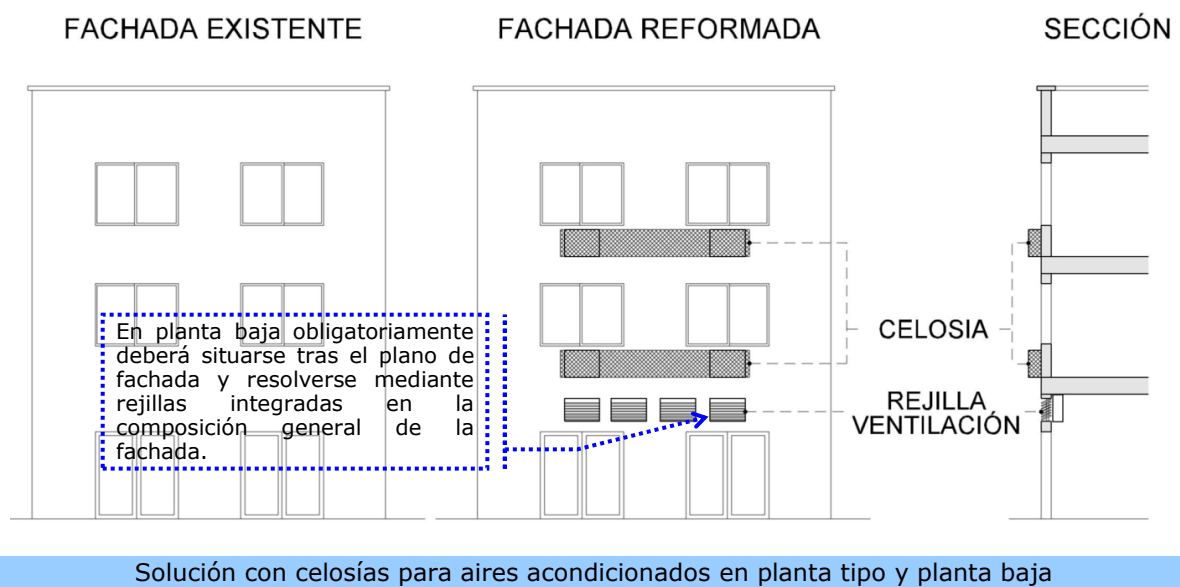 FACHADA EXISTENTE
FACHADA REFORMADA
SECCIÓN
En planta baja obligatoriamente
deberá situarse tras el plano de
fachada y resolverse mediante
rejillas integradas en la
composición general de la
fachada.
CELOSIA
REJILLA
VENTILACIÓN
Solución con celosías para aires acondicionados en planta tipo y planta baja